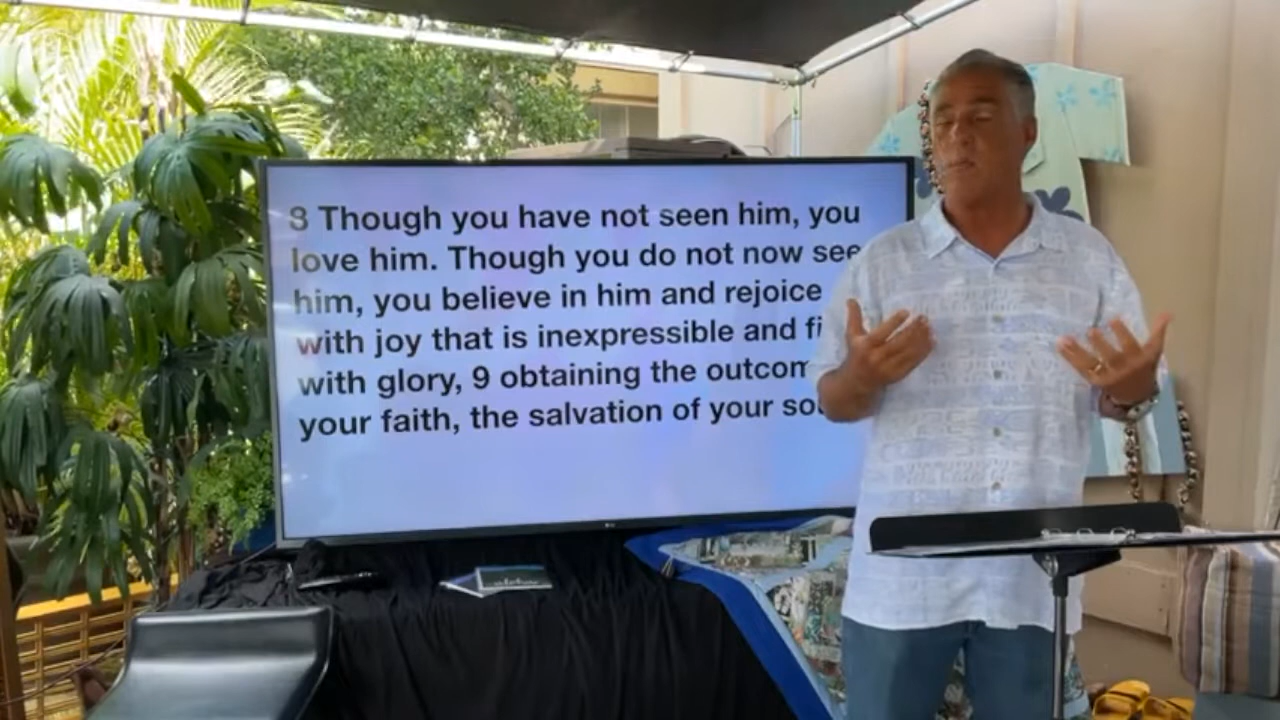 8 Though you have not seen him, you
love him. Though you do not now see
him, you believe in him and rejoice
with joy that is inexpressible and fi
with glory, 9 obtaining the outcom
your faith, the salvation of your so